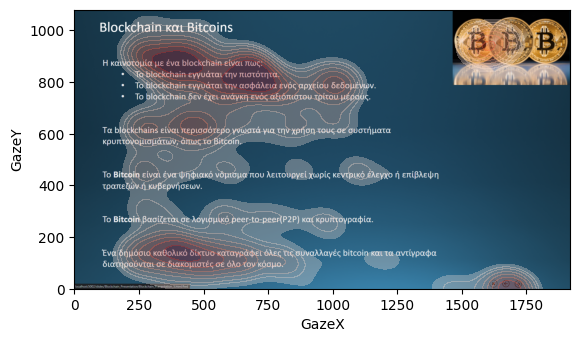 Blockchain και Bitcoins
Η καινοτομία με ένα blockchain είναι πως:
• Το blockchain εγγυάται την πιστότητα.
• Το blockchain εγγυάται την ασφάλεια ενός αρχείου δεδομένων.
• Το blockchain δεν έχει ανάγκη ενός αξιόπιστου τρίτου μέρους.
Τα blockchains είναι περισσότερο γνωστά για την χρήση τους σε συστήματα
κρυπτονομισμάτων, όπως το Bitcoin.
Το Bitcoin είναι ένα ψηφιακό νόμισμα που λειτουργεί χωρίς κεντρικό έλεγχο ή επίβλεψη
τραπεζών ή κυβερνήσεων.
Το Bitcoin βασίζεται σε λογισμικό peer-to-peer(P2P) και κρυπτογραφία.
Ένα δημόσιο καθολικό δίκτυο καταγράφει όλες τις συναλλαγές bitcoin και τα αντίγραφα
διατηρούνται σε διακομιστές σε όλο τον κόσμο.
GazeY
1000
800
600
400
200
0
0 250 500 750 1000 1250 1500 1750
GazeX